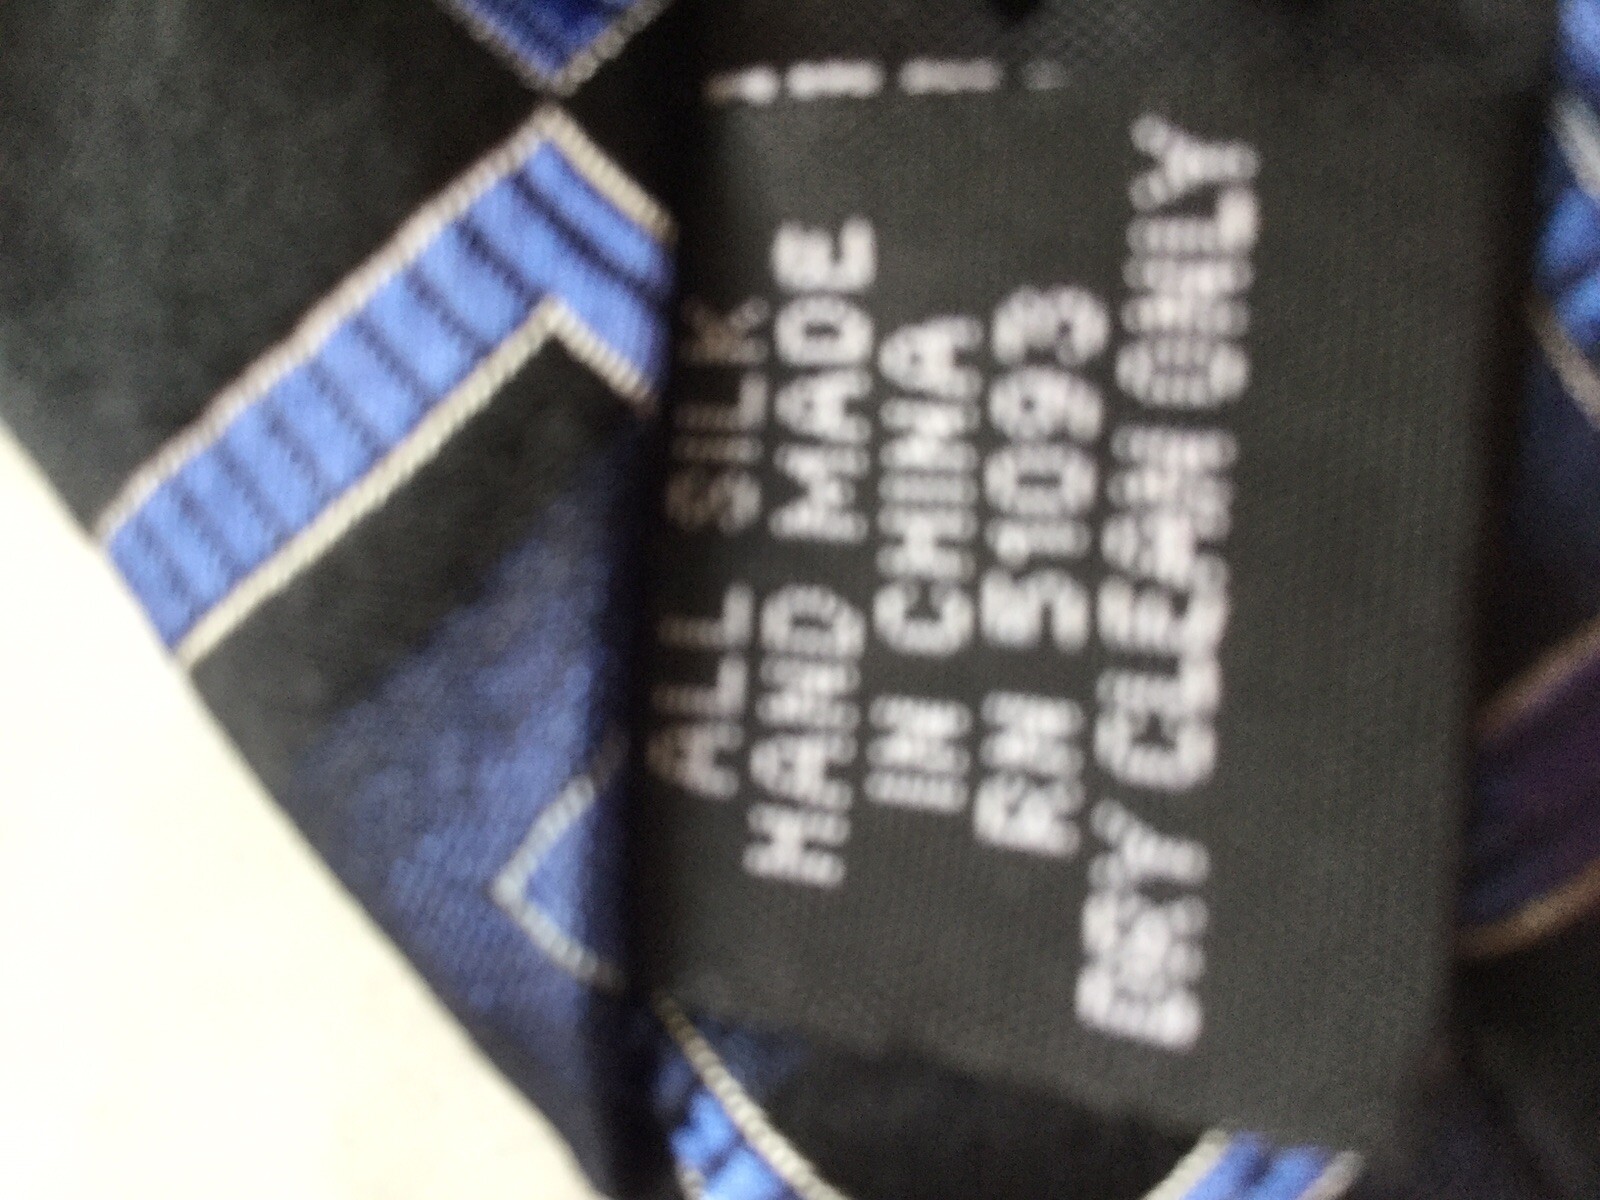 ALL SILK
HAND MADE
IN CHINA
RN 51093
DRY CLEAN ONLY